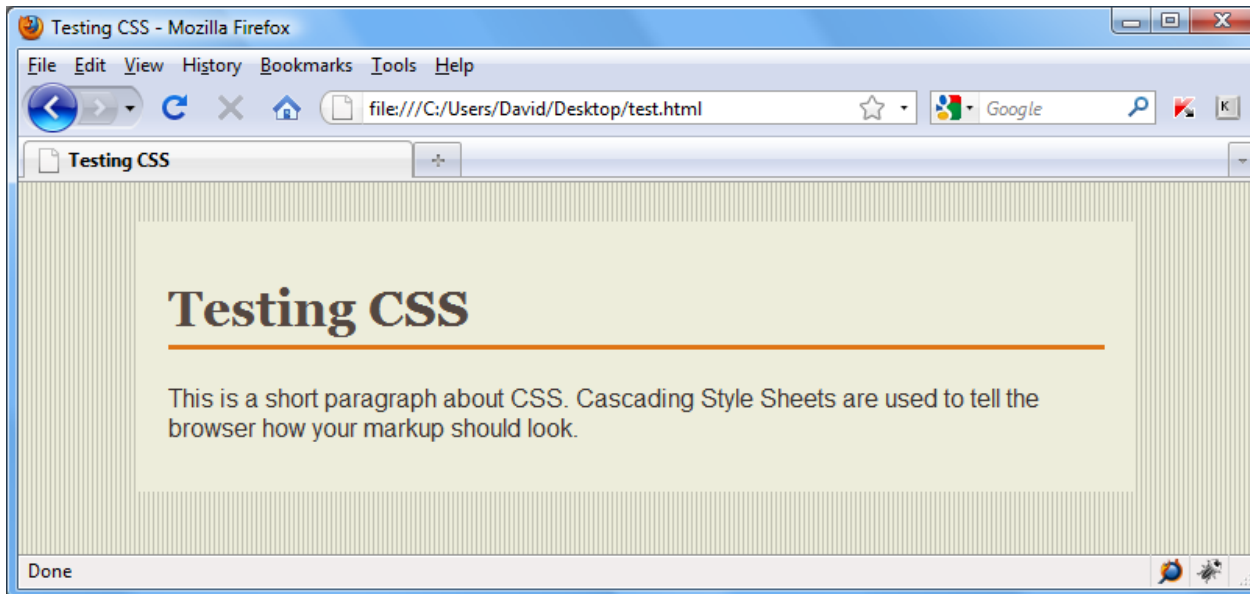 Testing CSS - Mozilla Firefox
File Edit View History Bookmarks Tools Help
file:///C:/Users/David/Desktop/test.html Google K
Testing CSS
Testing CSS
This is a short paragraph about CSS. Cascading Style Sheets are used to tell the
browser how your markup should look.
Done